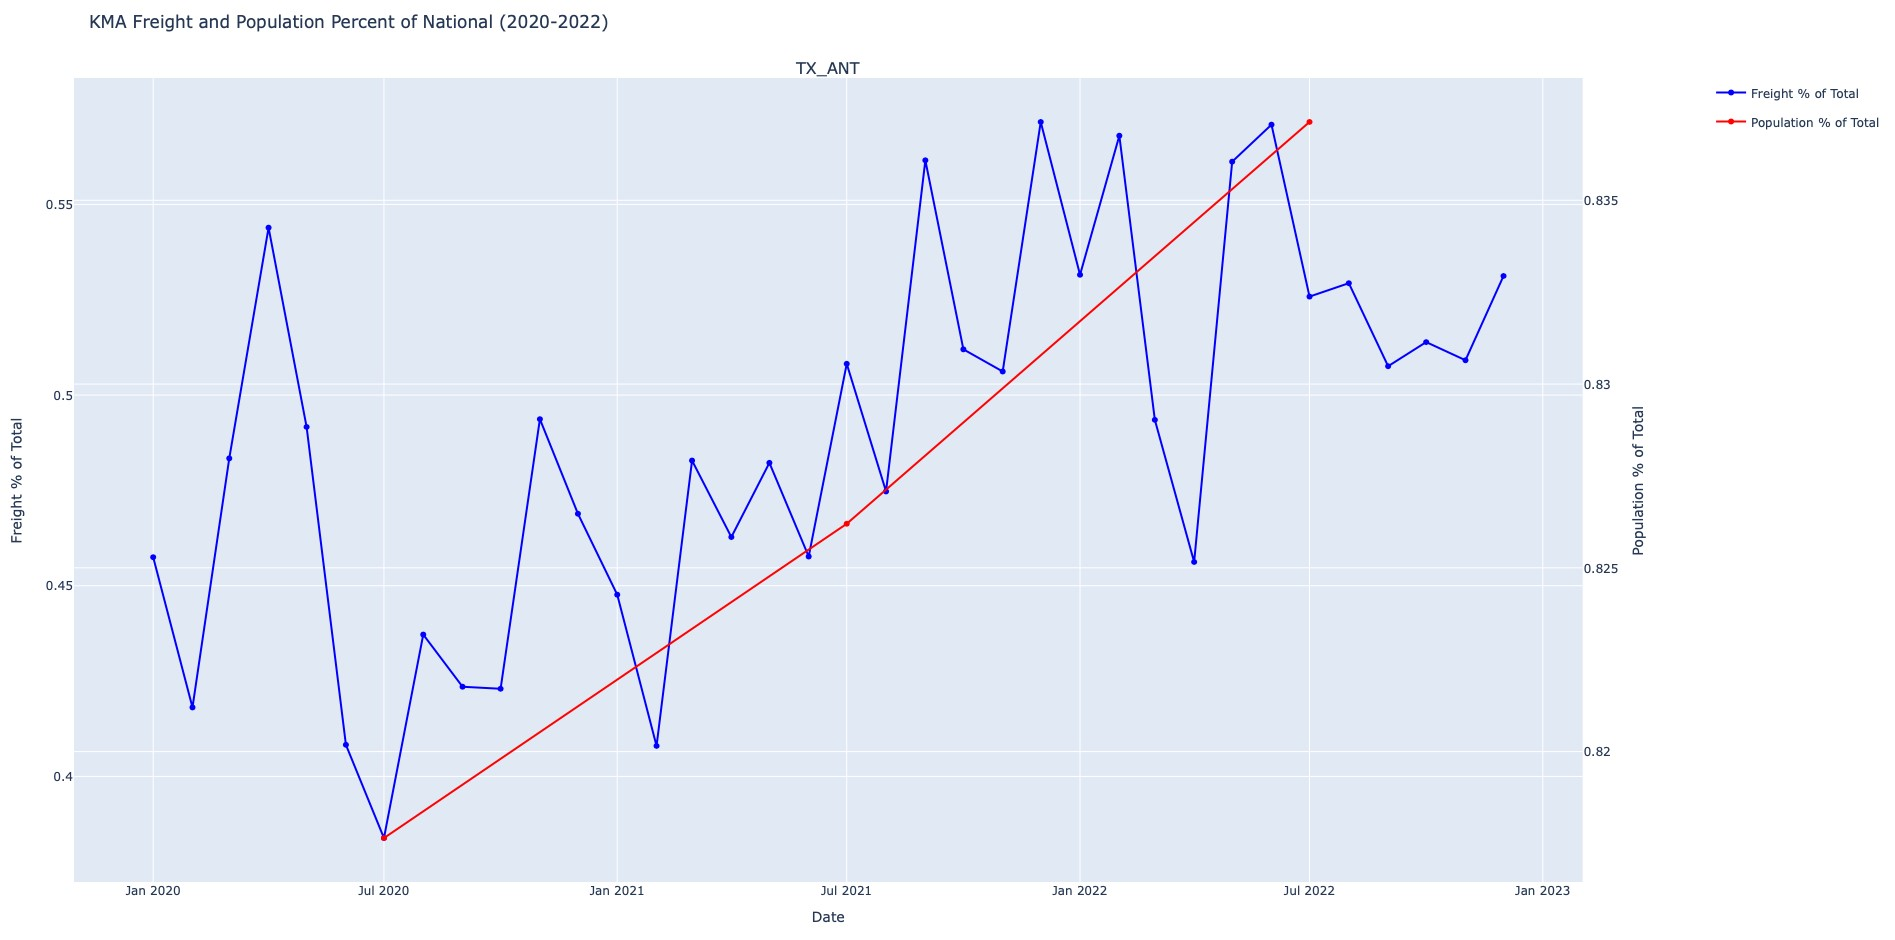 KMA Freight and Population Percent of National (2020-2022)
TX_ANT
Freight % of Total
Population % of Total
0.55
0.5
0.45
0.4
Freight % of Total
0.835
0.83
0.825
0.82
Population % of Total
Jan 2020
Jul 2020
Jan 2021
Jul 2021
Jan 2022
Jul 2022
Jan 2023
Date